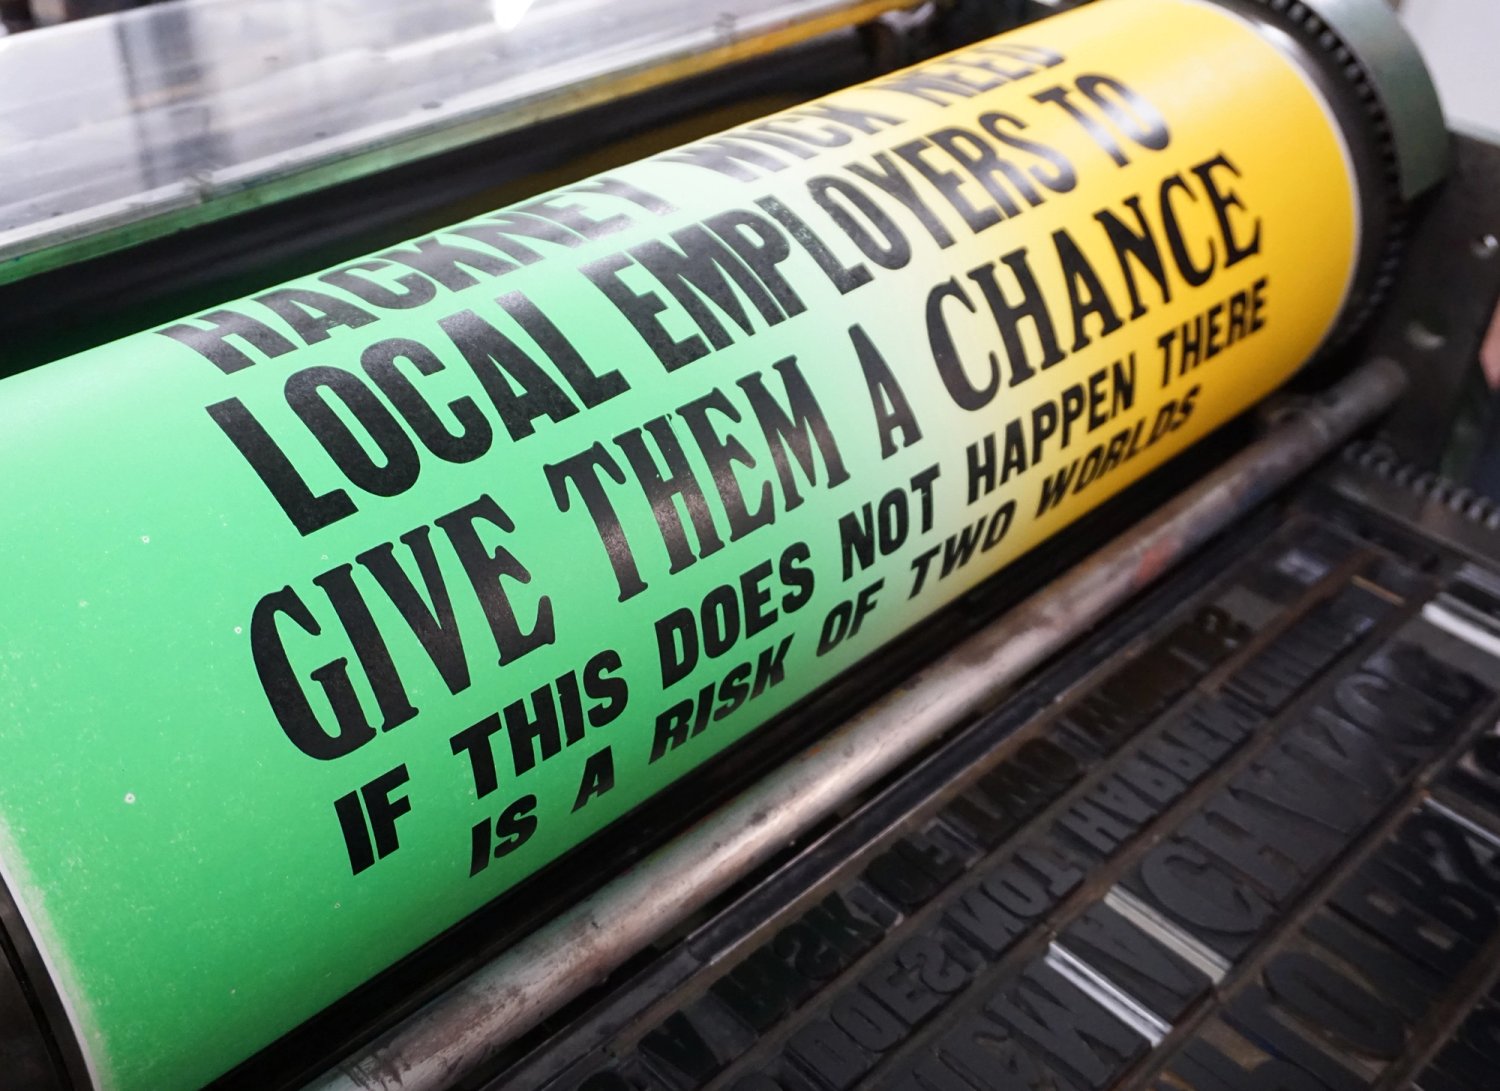 HACKNEY WICK NEED
LOCAL EMPLOYERS TO
GIVE THEM A CHANCE
IF THIS DOES NOT HAPPEN THERE
IS A RISK OF TWO WORLDS